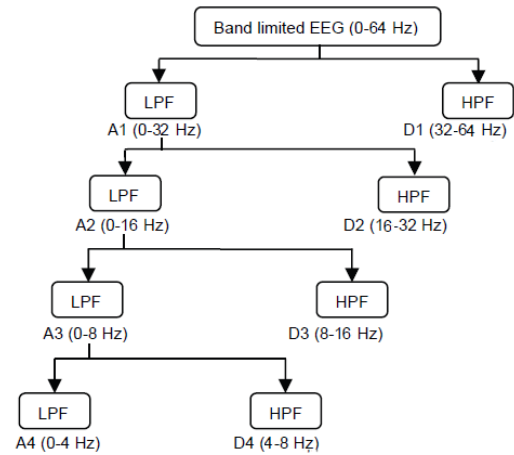 Band limited EEG (0-64 Hz)
LPF
HPF
A1 (0-32 Hz)
D1 (32-64 Hz)
LPF
HPF
A2 (0-16 Hz)
D2 (16-32 Hz)
LPF
HPF
A3 (0-8 Hz)
D3 (8-16 Hz)
LPF
HPF
A4 (0-4 Hz)
D4 (4-8 Hz)